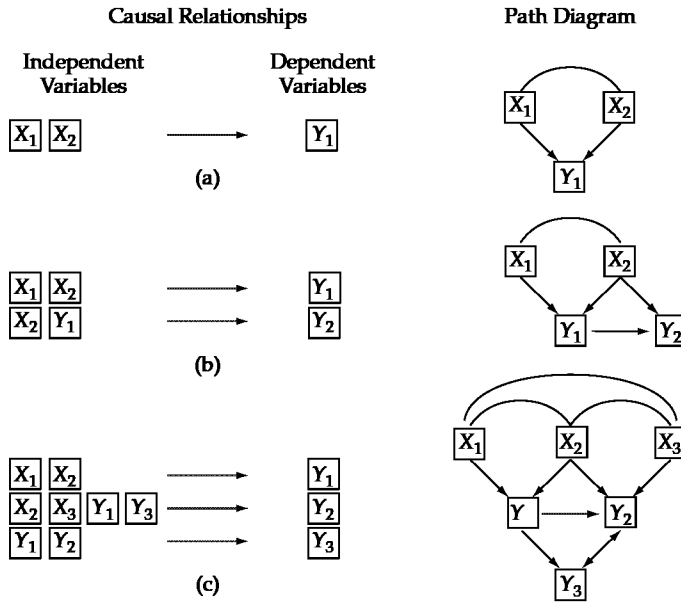 Causal Relationships Path Diagram
Independent Variables Dependent Variables
X₁ X₂ Y₁
X₁ X₂
Y₁
(a)
X₁ X₂ Y₁
X₂ Y₁ Y₂
(b)
X₁ X₂
Y₁ Y₂
X₁ X₂ Y₁
X₂ X₃ Y₁ Y₃ Y₂
Y₁ Y₂ Y₃
(c)
X₁ X₂ X₃
Y Y₂
Y₃